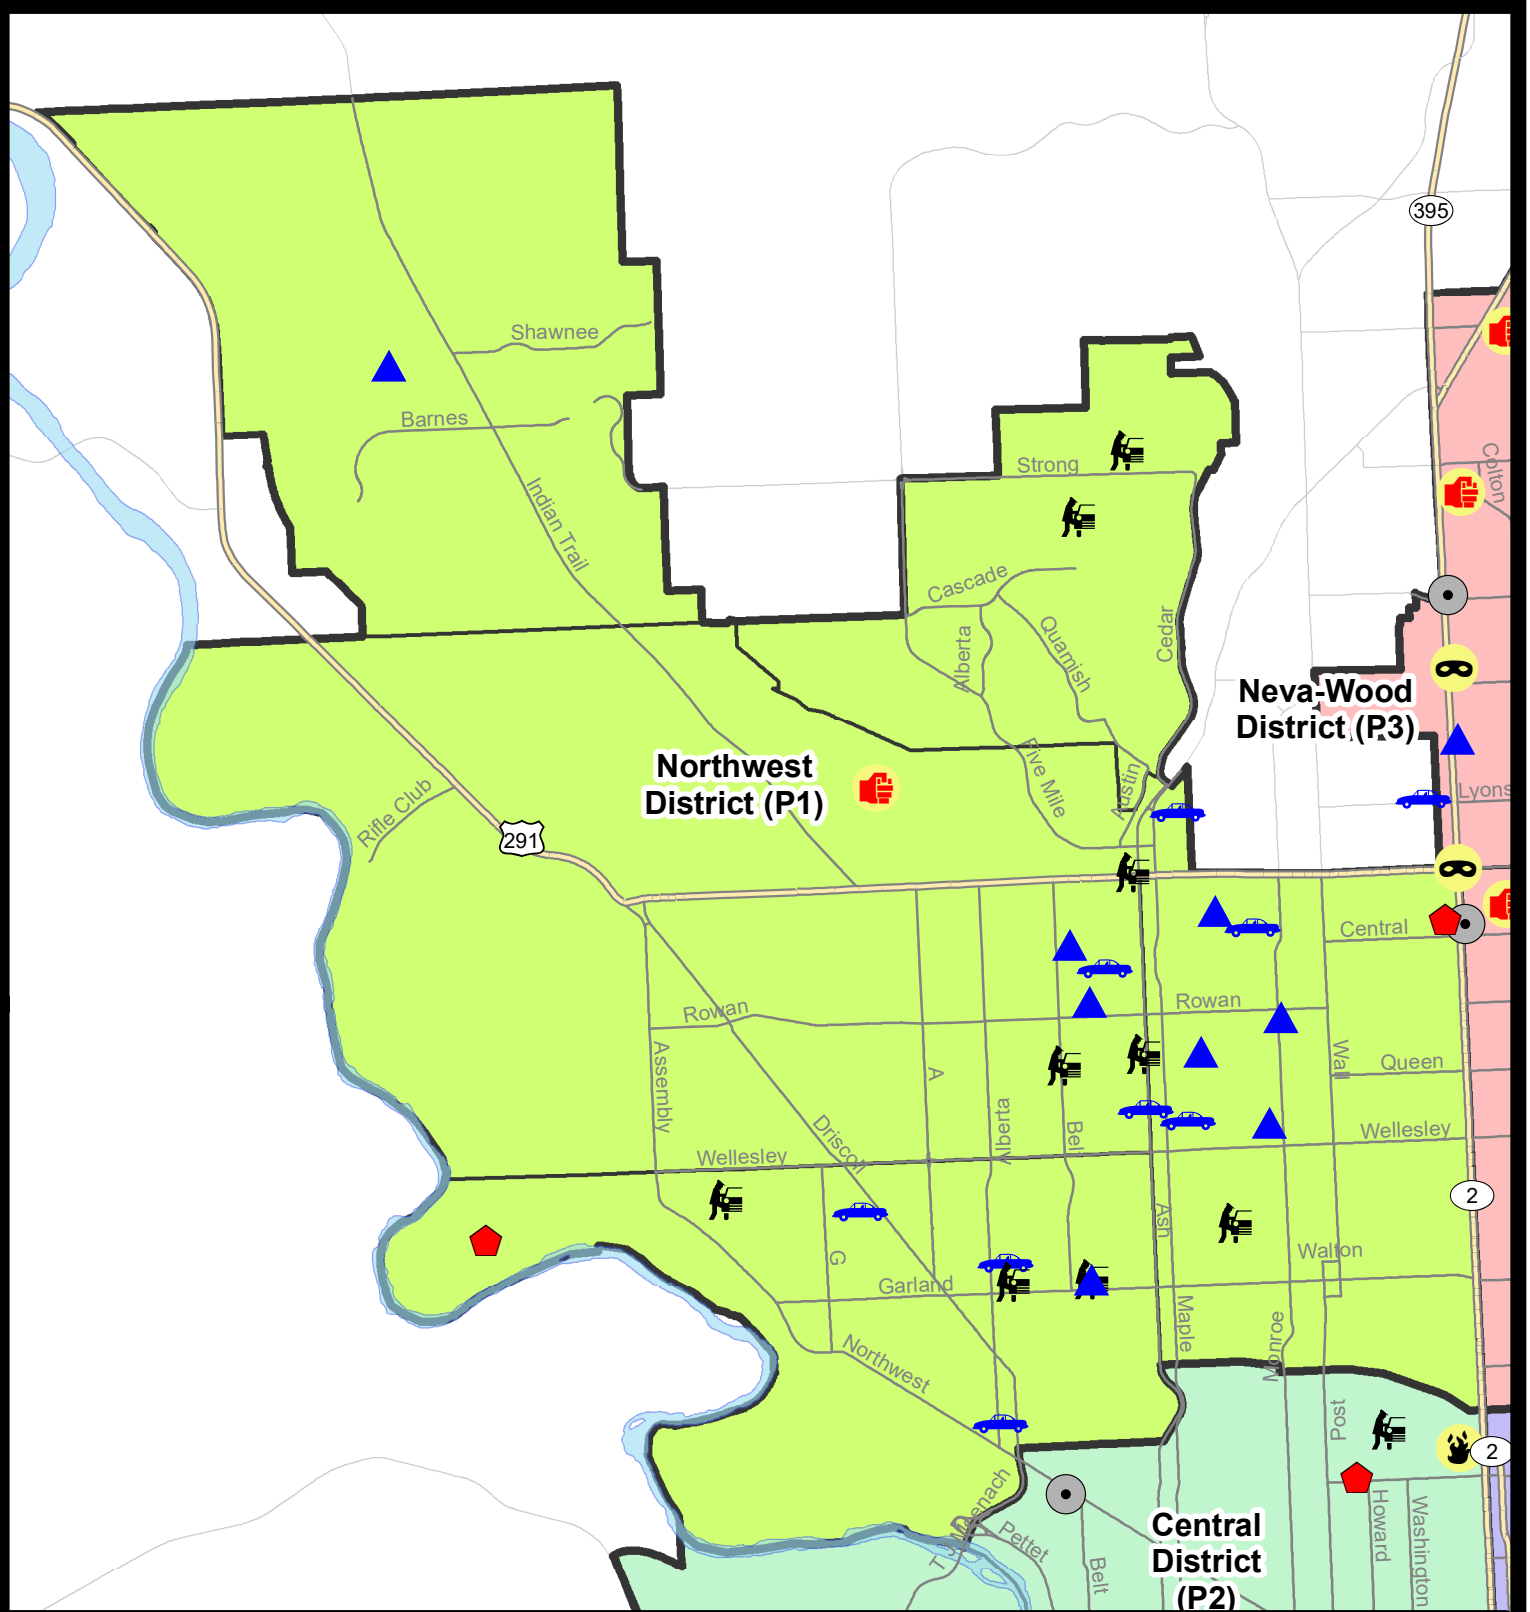 395
Shawnee
Barnes
Colton
Strong
Indian Trail
Cascade
Cedar
Quamish
Alberta
Neva-Wood
District (P3)
Northwest
District (P1)
Five Mile
Austin
Lyons
Rifle Club
291
Central
Rowan
Rowan
Wall
Queen
Assembly
A
Alberta
Belt
Driscoll
Wellesley
Wellesley
2
Ash
G
Walton
Garland
Maple
Monroe
Northwest
Post
2
Howard
Washington
Central
District
(P2)
Pettet
Belt